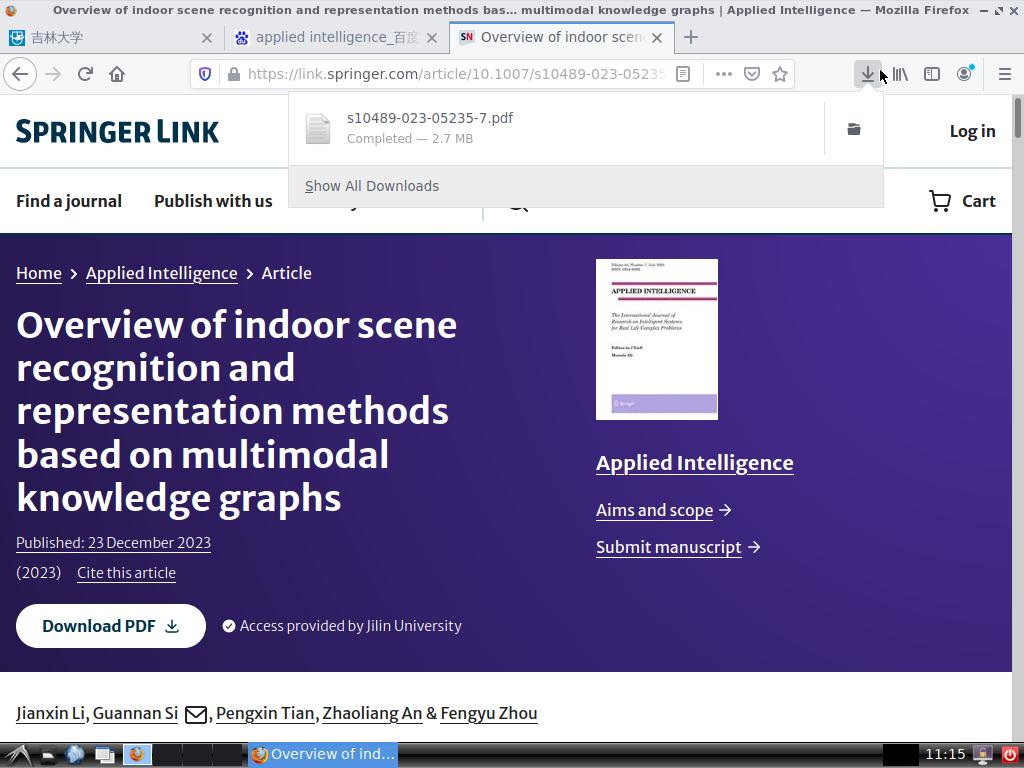 Overview of indoor scene recognition and representation methods bas... multimodal knowledge graphs | Applied Intelligence — Mozilla Firefox
吉林大学
applied intelligence_百度
Overview of indoor scene
https://link.springer.com/article/10.1007/s10489-023-05235
s10489-023-05235-7.pdf
Completed — 2.7 MB
Show All Downloads
SPRINGER LINK
Log in
Find a journal
Publish with us
Cart
Home > Applied Intelligence > Article
Overview of indoor scene
recognition and
representation methods
based on multimodal
knowledge graphs
Published: 23 December 2023
(2023) Cite this article
Download PDF
Access provided by Jilin University
APPLIED INTELLIGENCE
The International Journal of
Research on Intelligent Systems
for Real Life Complex Problems
Editor-in-Chief
Springer
Applied Intelligence
Aims and scope →
Submit manuscript →
Jianxin Li, Guannan Si, Pengxin Tian, Zhaoliang An & Fengyu Zhou
Overview of ind...
11:15